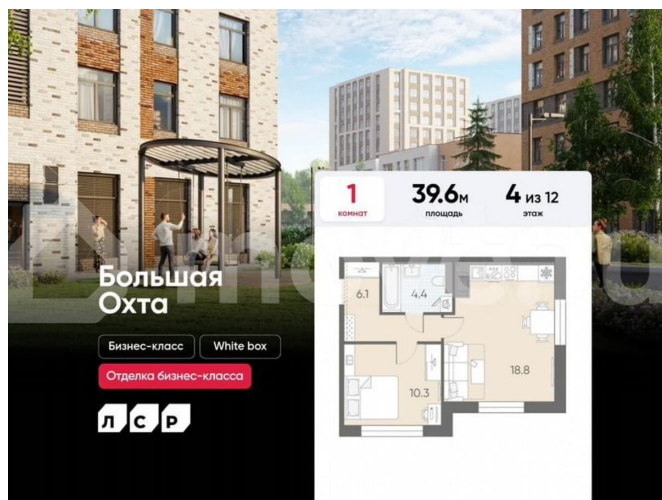 1
комнат
39.6м
площадь
4 из 12
этаж
Большая
Охта
Бизнес-класс
White box
Отделка бизнес-класса
ЛСР
6.1
4.4
10.3
18.8